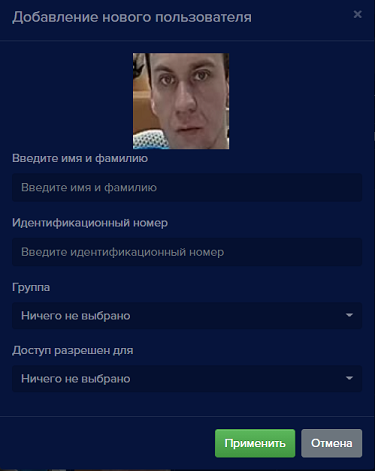 Добавление нового пользователя
×
Введите имя и фамилию
Введите имя и фамилию
Идентификационный номер
Введите идентификационный номер
Группа
Ничего не выбрано
Доступ разрешен для
Ничего не выбрано
Применить Отмена